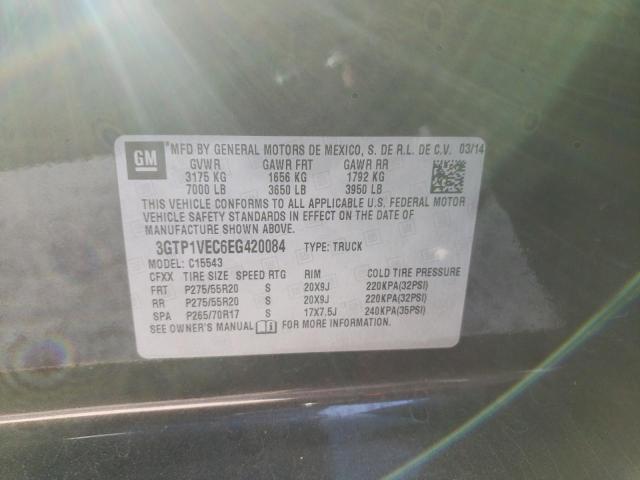 GM
MFD BY GENERAL MOTORS DE MEXICO, S. DE R.L. DE C.V. 03/14
GVWR GAWR FRT GAWR RR
3175 KG 1656 KG 1792 KG
7000 LB 3650 LB 3950 LB
THIS VEHICLE CONFORMS TO ALL APPLICABLE U.S. FEDERAL MOTOR
VEHICLE SAFETY STANDARDS IN EFFECT ON THE DATE OF
MANUFACTURE SHOWN ABOVE.
3GTP1VEC6EG420084 TYPE: TRUCK
MODEL: C15543
CFXX TIRE SIZE SPEED RTG RIM COLD TIRE PRESSURE
FRT P275/55R20 S 20X9J 220KPA(32PSI)
RR P275/55R20 S 20X9J 220KPA(32PSI)
SPA P265/70R17 S 17X7.5J 240KPA(35PSI)
SEE OWNER'S MANUAL FOR MORE INFORMATION.